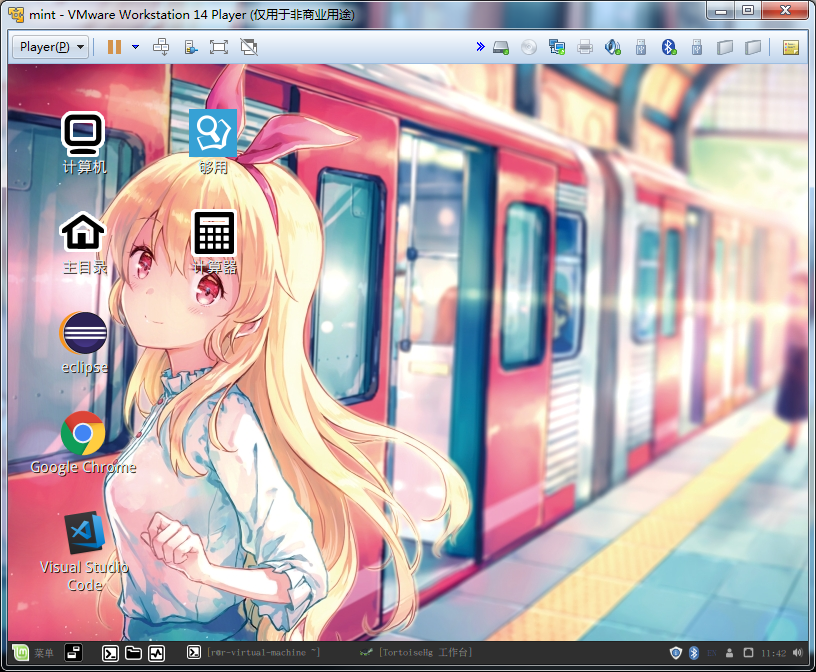 mint - VMware Workstation 14 Player (仅用于非商业用途)
Player(P)
计算机
够用
主目录
计算器
eclipse
Google Chrome
Visual Studio
Code
菜单
[r@r-virtual-machine ~]
[TortoiseHg 工作台]
11:42